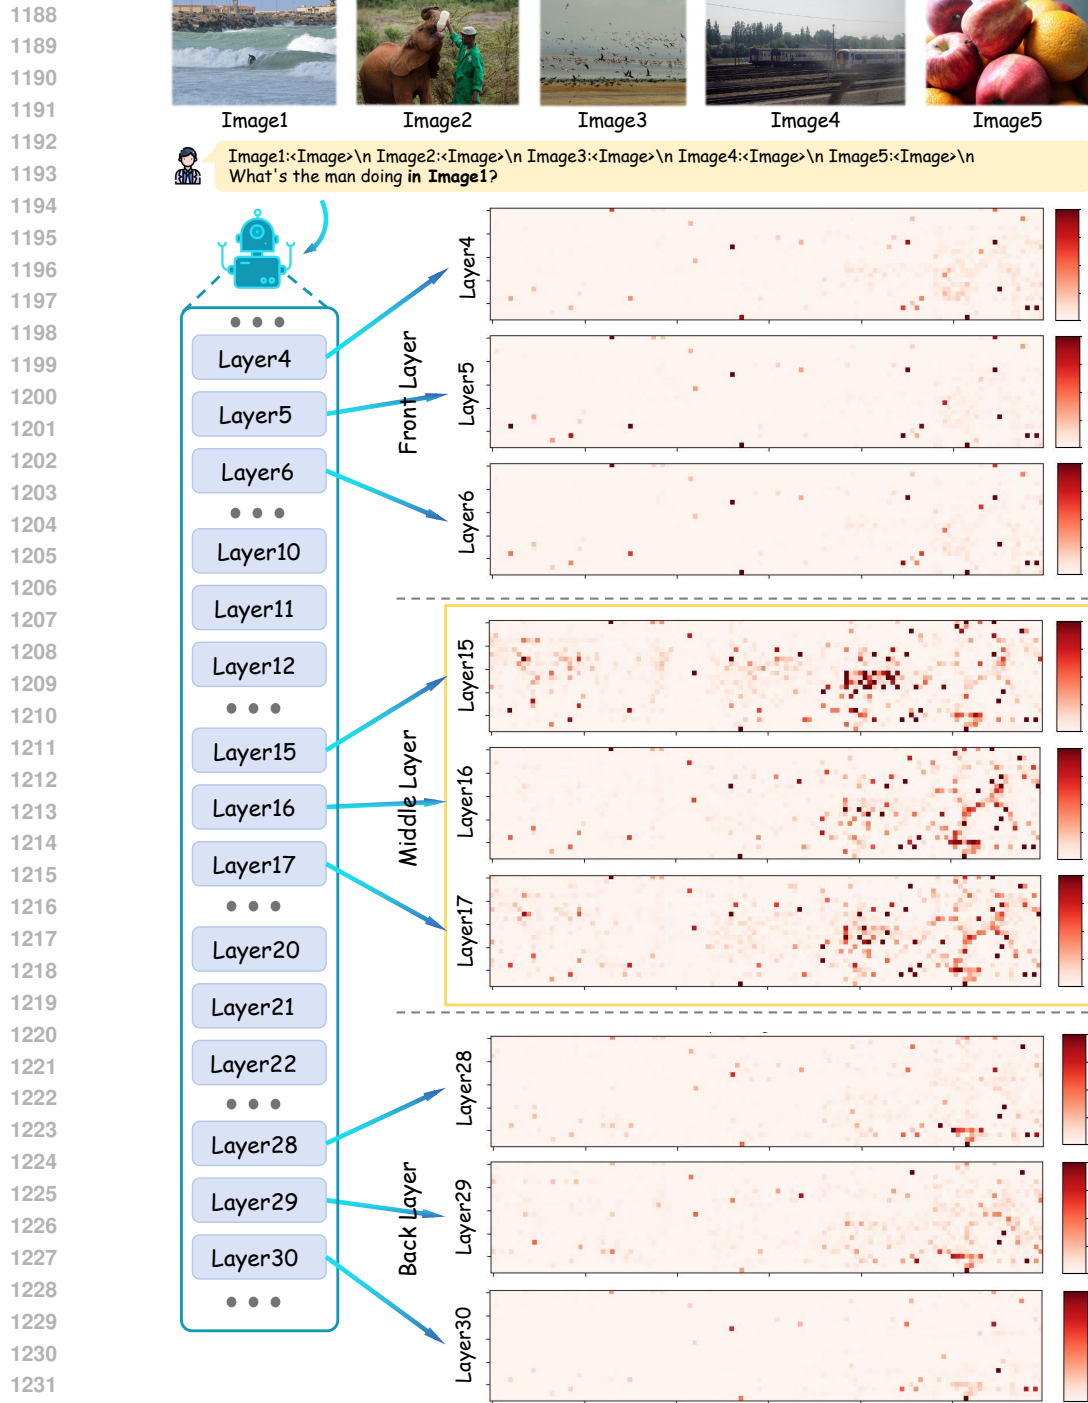 1188
1189
1190
1191
1192
1193
1194
1195
1196
1197
1198
1199
1200
1201
1202
1203
1204
1205
1206
1207
1208
1209
1210
1211
1212
1213
1214
1215
1216
1217
1218
1219
1220
1221
1222
1223
1224
1225
1226
1227
1228
1229
1230
1231
Image1 Image2 Image3 Image4 Image5
Image1:<Image>\n Image2:<Image>\n Image3:<Image>\n Image4:<Image>\n Image5:<Image>\n
What's the man doing in Image1?
Layer4
Layer5
Layer6
Layer10
Layer11
Layer12
Layer15
Layer16
Layer17
Layer20
Layer21
Layer22
Layer28
Layer29
Layer30
Front Layer
Layer4
Layer5
Layer6
Middle Layer
Layer15
Layer16
Layer17
Back Layer
Layer28
Layer29
Layer30